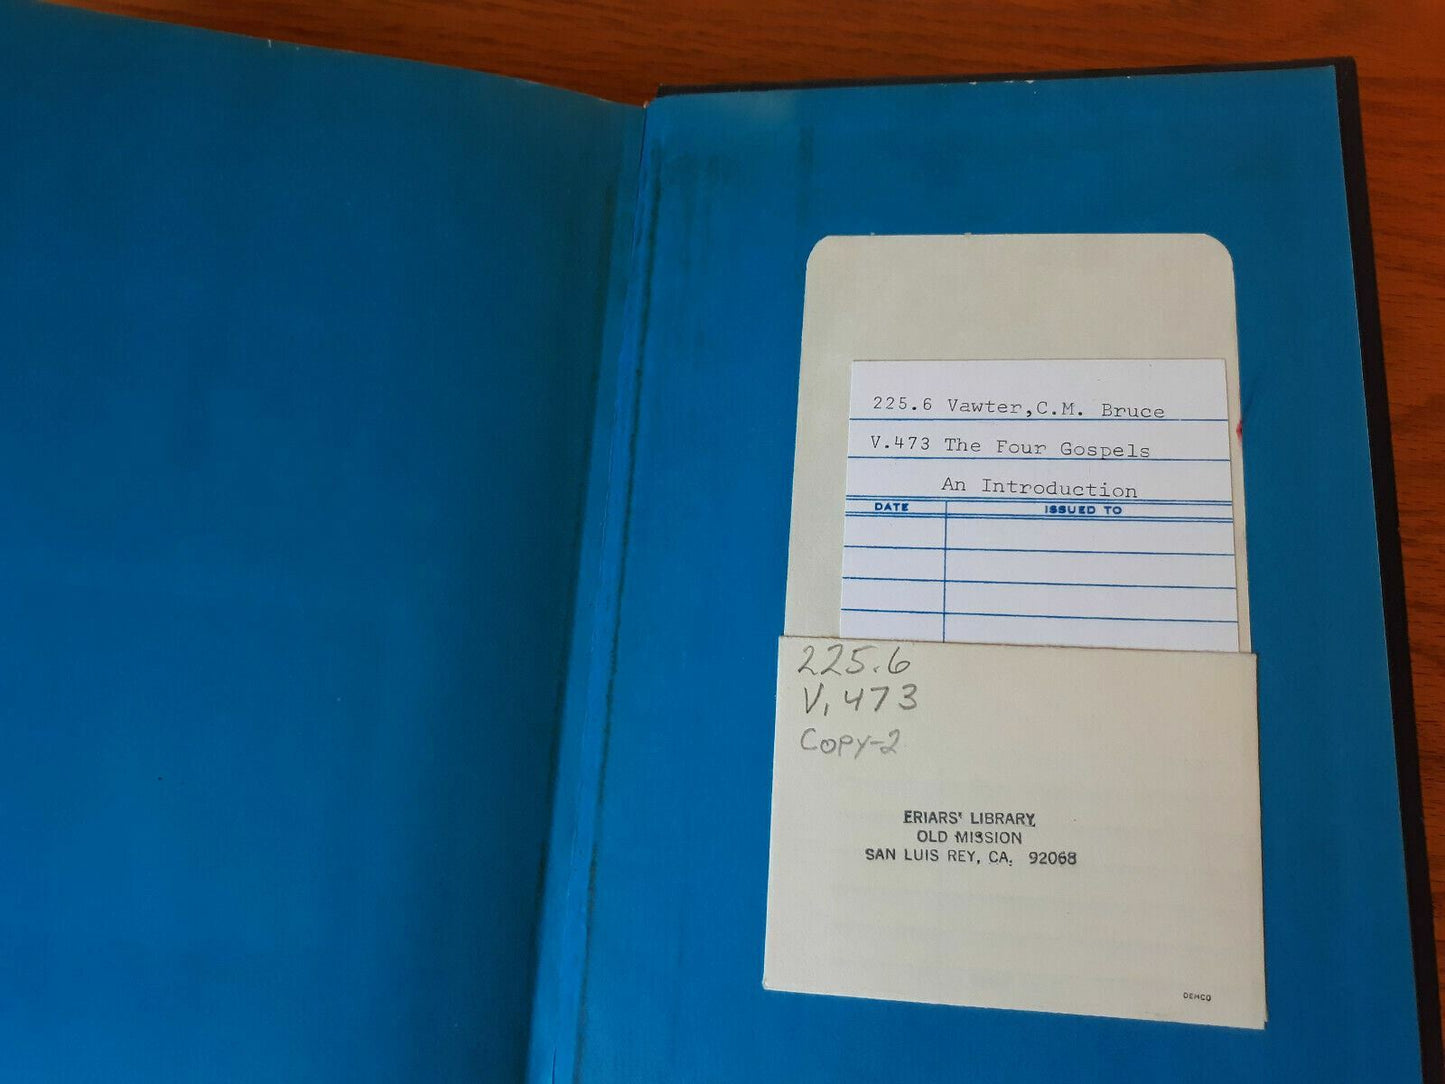 225.6 Vawter,C.M. Bruce
V.473 The Four Gospels
An Introduction
DATE ISSUED TO
225.6
V.473
COPY-2
FRIARS' LIBRARY
OLD MISSION
SAN LUIS REY, CA. 92068
DEMCO